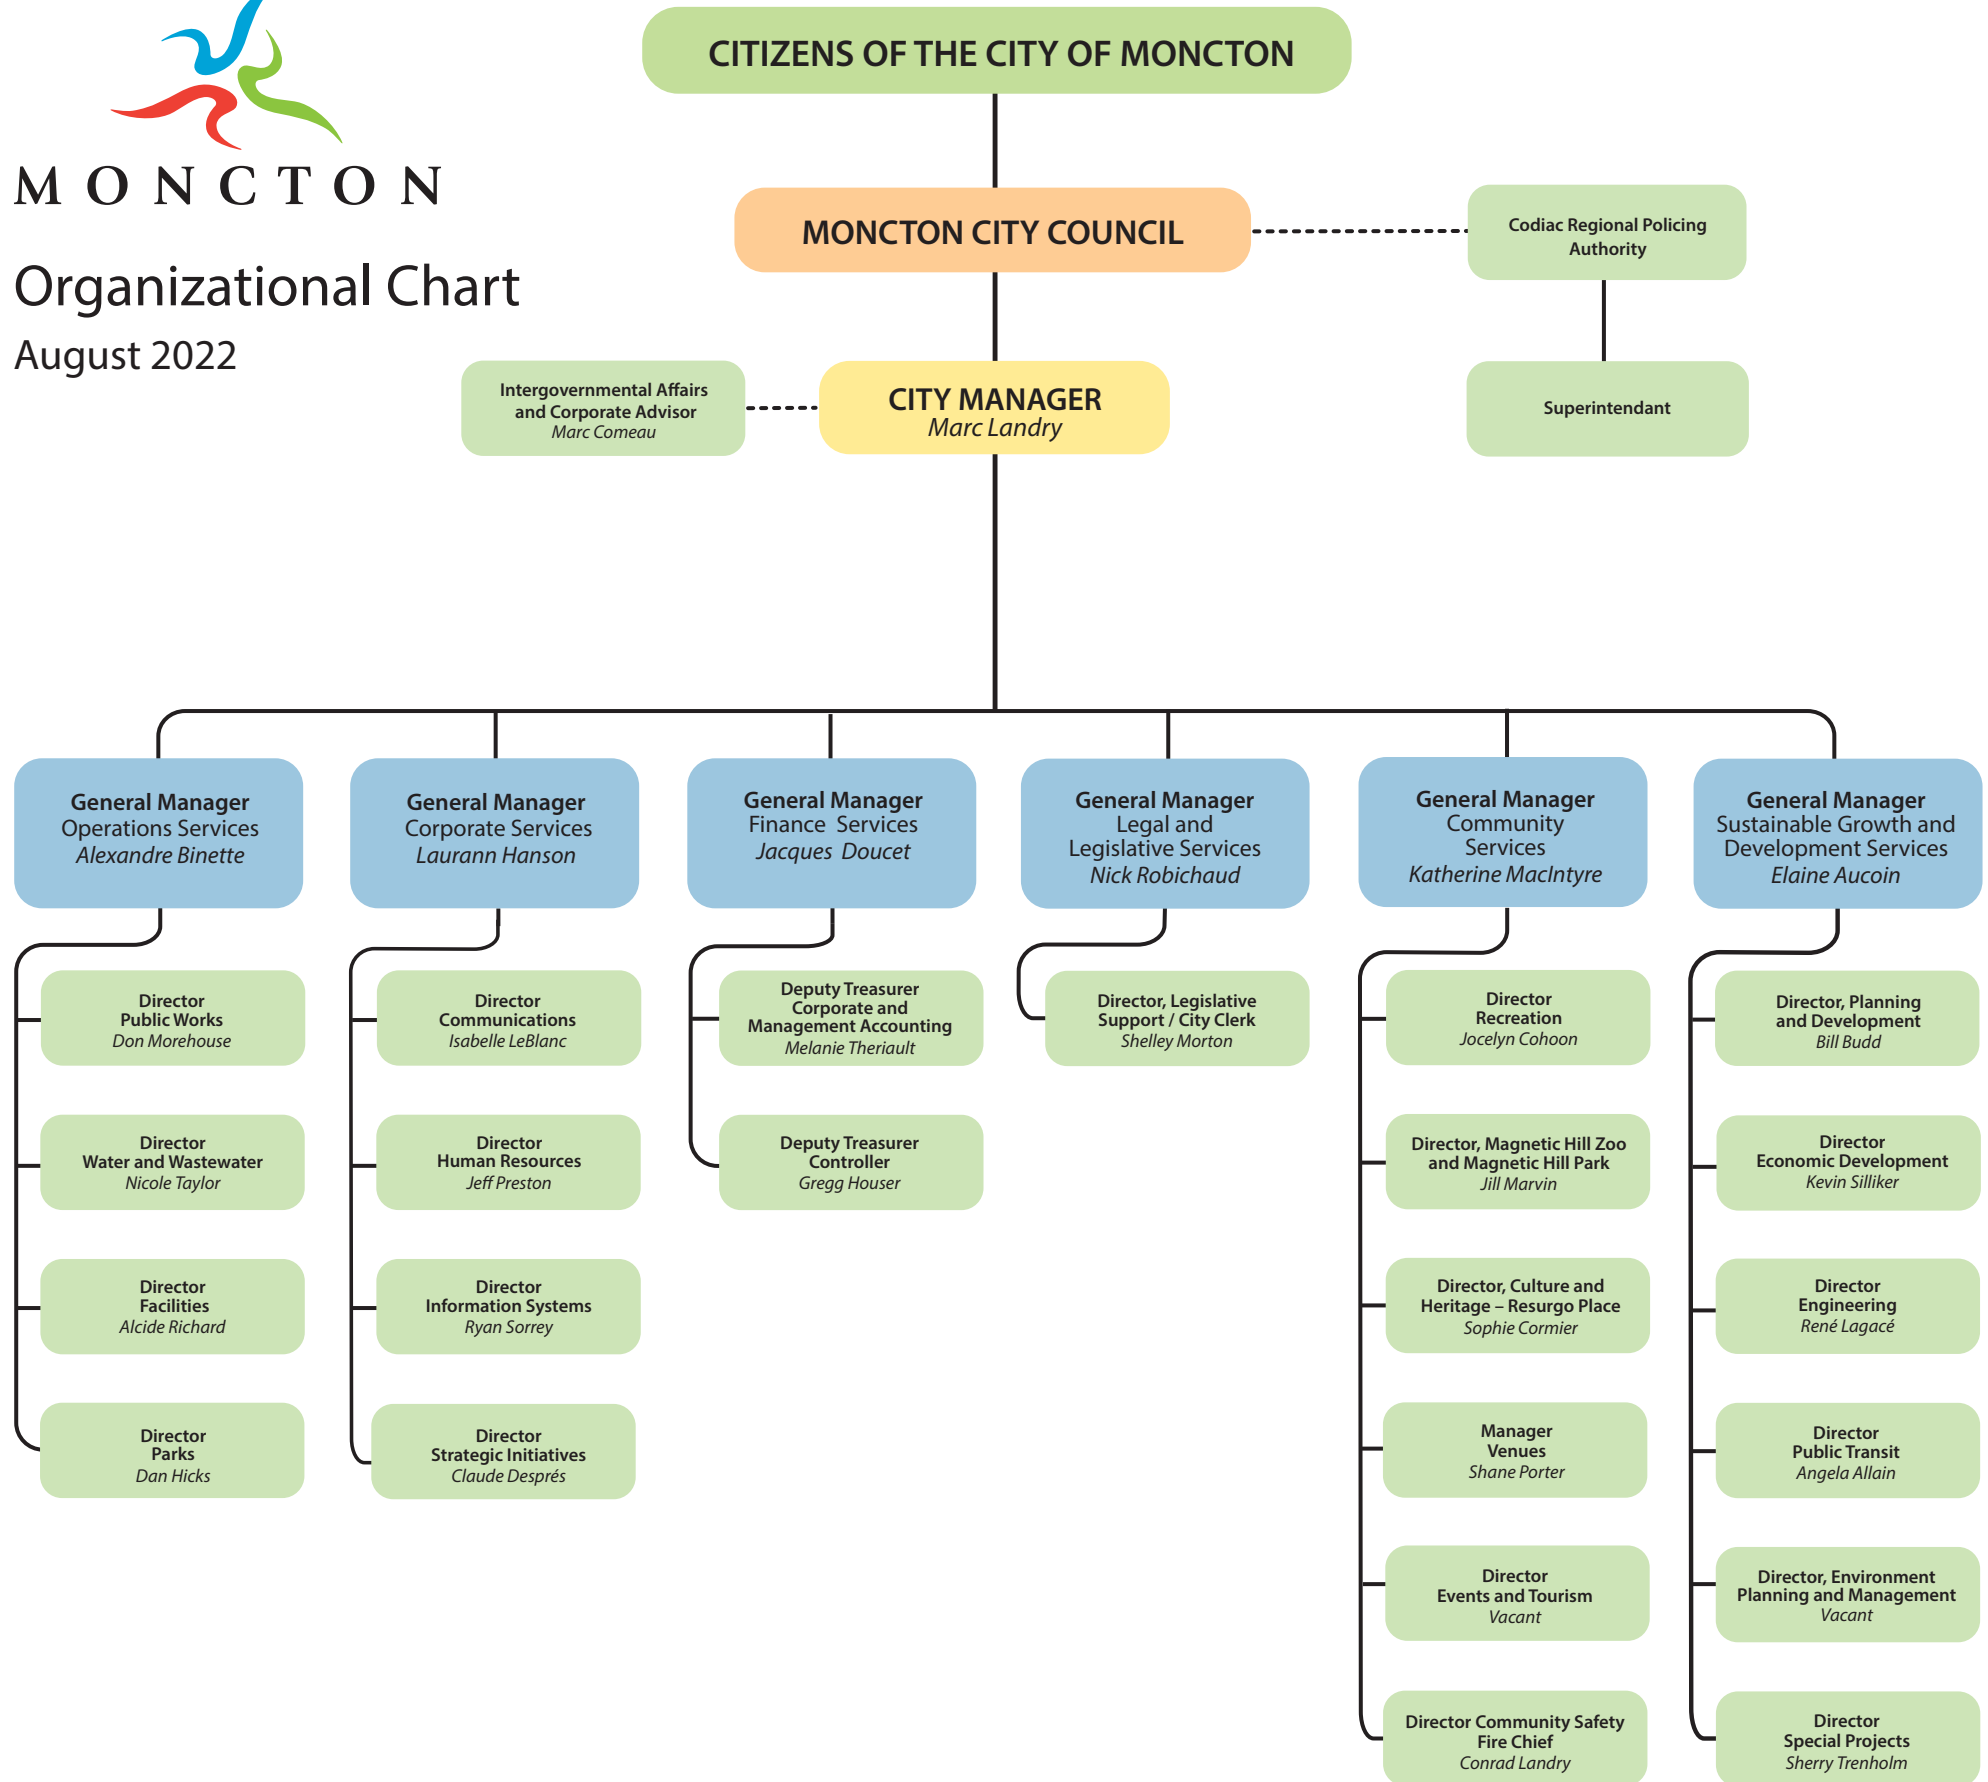 MONCTON
Organizational Chart
August 2022
CITIZENS OF THE CITY OF MONCTON
MONCTON CITY COUNCIL
Codiac Regional Policing
Authority
Superintendant
Intergovernmental Affairs
and Corporate Advisor
Marc Comeau
CITY MANAGER
Marc Landry
General Manager
Operations Services
Alexandre Binette
Director
Public Works
Don Morehouse
Director
Water and Wastewater
Nicole Taylor
Director
Facilities
Alcide Richard
Director
Parks
Dan Hicks
General Manager
Corporate Services
Laurann Hanson
Director
Communications
Isabelle LeBlanc
Director
Human Resources
Jeff Preston
Director
Information Systems
Ryan Sorrey
Director
Strategic Initiatives
Claude Després
General Manager
Finance Services
Jacques Doucet
Deputy Treasurer
Corporate and
Management Accounting
Melanie Theriault
Deputy Treasurer
Controller
Gregg Houser
General Manager
Legal and
Legislative Services
Nick Robichaud
Director, Legislative
Support / City Clerk
Shelley Morton
General Manager
Community
Services
Katherine MacIntyre
Director
Recreation
Jocelyn Cohoon
Director, Magnetic Hill Zoo
and Magnetic Hill Park
Jill Marvin
Director, Culture and
Heritage – Resurgo Place
Sophie Cormier
Manager
Venues
Shane Porter
Director
Events and Tourism
Vacant
Director Community Safety
Fire Chief
Conrad Landry
General Manager
Sustainable Growth and
Development Services
Elaine Aucoin
Director, Planning
and Development
Bill Budd
Director
Economic Development
Kevin Silliker
Director
Engineering
René Lagacé
Director
Public Transit
Angela Allain
Director, Environment
Planning and Management
Vacant
Director
Special Projects
Sherry Trenholm